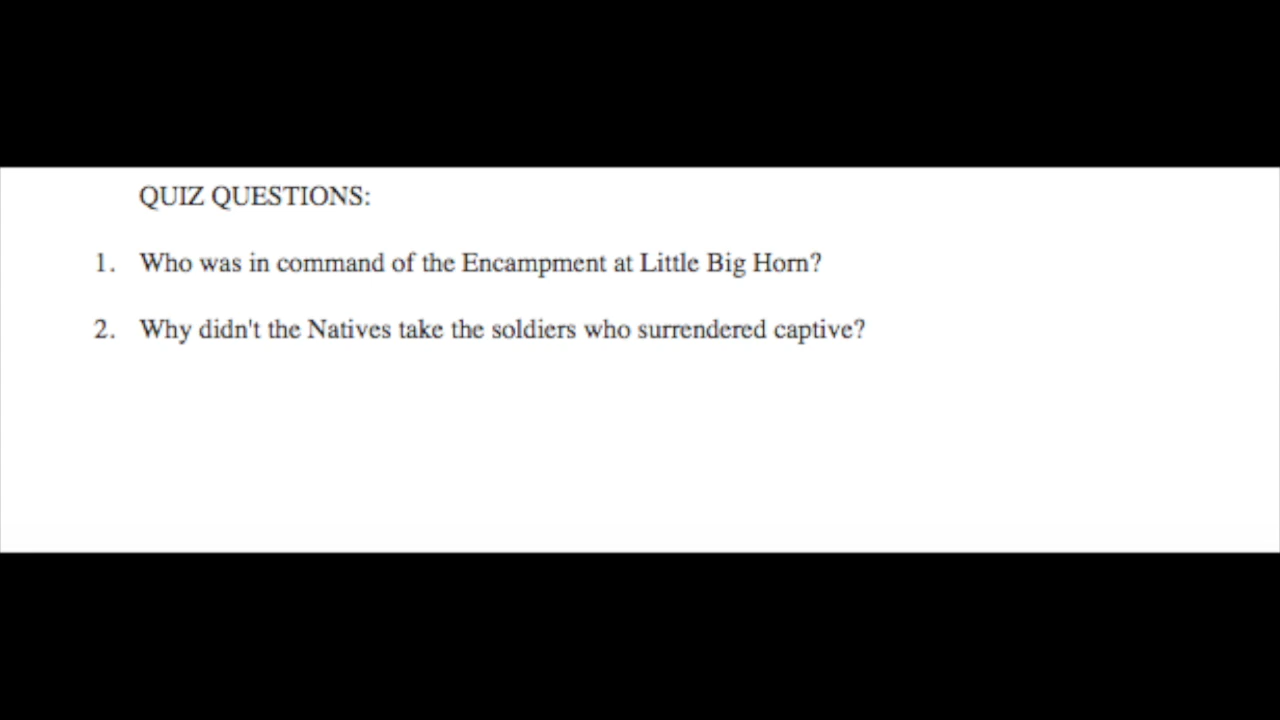 QUIZ QUESTIONS:
1. Who was in command of the Encampment at Little Big Horn?
2. Why didn't the Natives take the soldiers who surrendered captive?